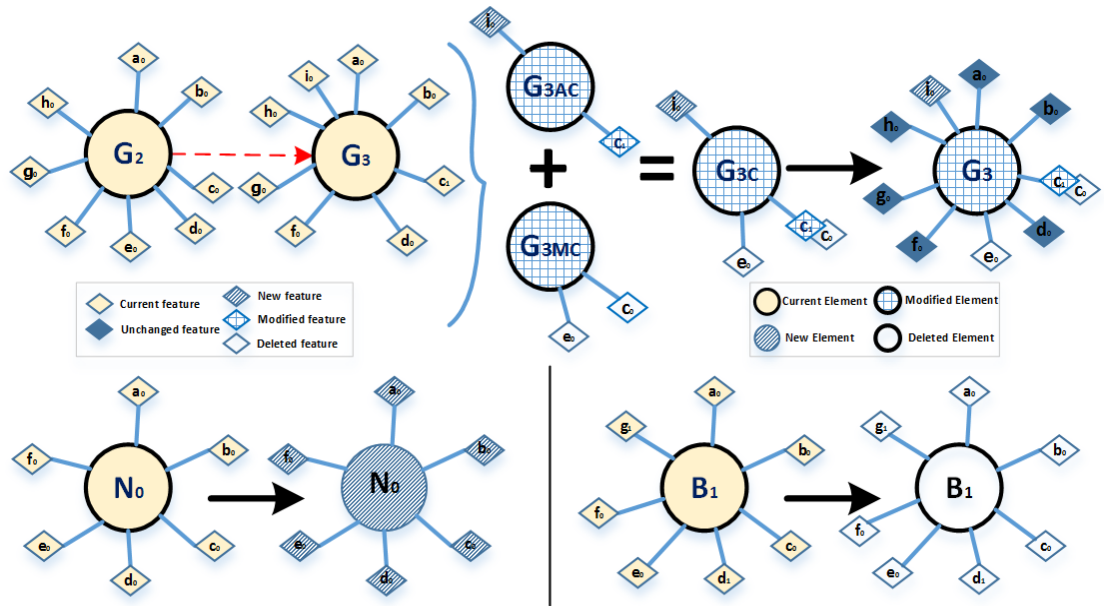 a₀
h₀
b₀
G₂
g₀
c₀
f₀
d₀
e₀
i₀
a₀
h₀
b₀
G₃
g₀
c₁
f₀
d₀
i₀
G₃AC
c₁
+
G₃MC
c₀
e₀
=
i₀
G₃C
c₁
c₀
e₀
i₀
a₀
b₀
h₀
G₃
c₁
c₀
g₀
f₀
d₀
e₀
Current feature
Unchanged feature
New feature
Modified feature
Deleted feature
Current Element
Modified Element
New Element
Deleted Element
a₀
f₀
b₀
N₀
e₀
c₀
d₀
a₀
f₀
b₀
N₀
e₀
c₀
d₀
a₀
g₁
b₀
B₁
f₀
c₀
e₀
d₁
a₀
g₁
b₀
B₁
f₀
c₀
e₀
d₁